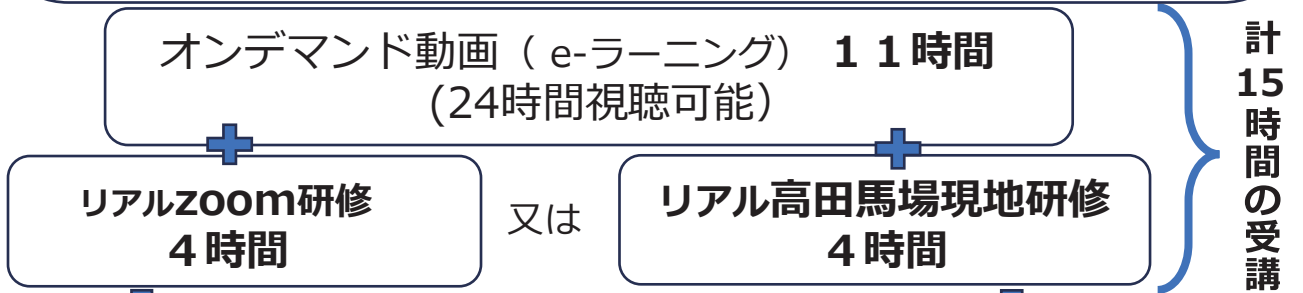 オンデマンド動画（ e-ラーニング） １１時間
(24時間視聴可能）
リアルzoom研修
４時間
又は
リアル高田馬場現地研修
４時間
計15時間の受講